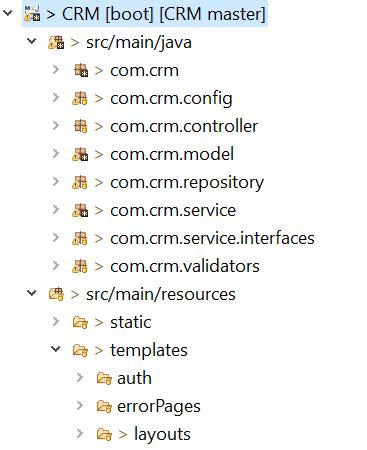 > CRM [boot] [CRM master]
> src/main/java
> com.crm
> com.crm.config
> com.crm.controller
> com.crm.model
> com.crm.repository
> com.crm.service
> com.crm.service.interfaces
> com.crm.validators
> src/main/resources
> static
> templates
auth
errorPages
> layouts